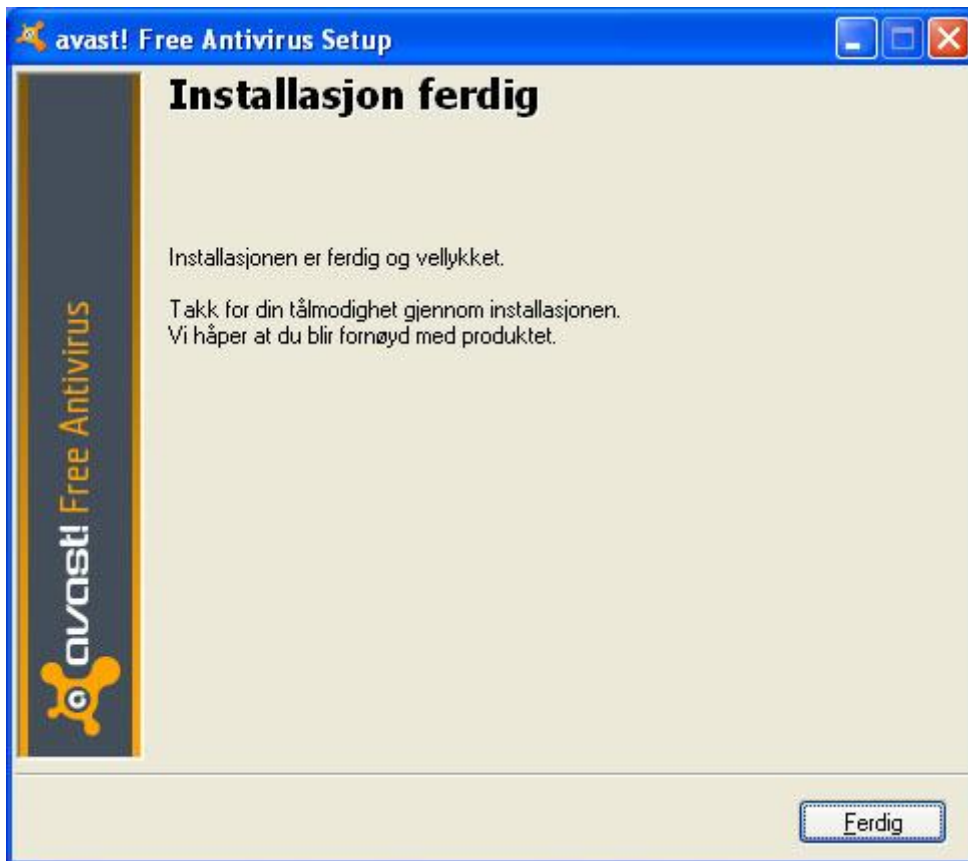 avast! Free Antivirus Setup
Installasjon ferdig
Installasjonen er ferdig og vellykket.
Takk for din tålmodighet gjennom installasjonen.
Vi håper at du blir fornøyd med produktet.
avast! Free Antivirus
Ferdig